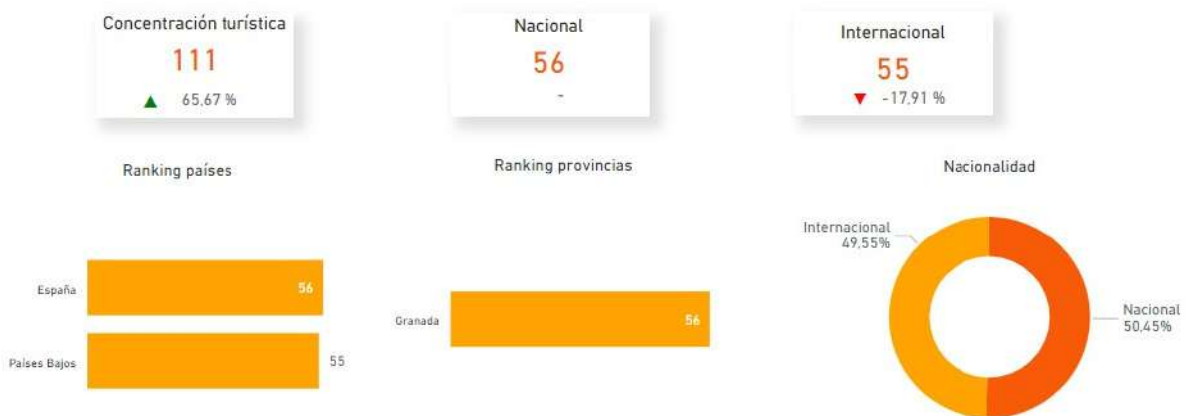 Concentración turística
111
▲ 65,67 %
Nacional
56
-
Internacional
55
▼ -17,91 %
Ranking países
España
56
Países Bajos
55
Ranking provincias
Granada
56
Nacionalidad
Internacional
49,55%
Nacional
50,45%